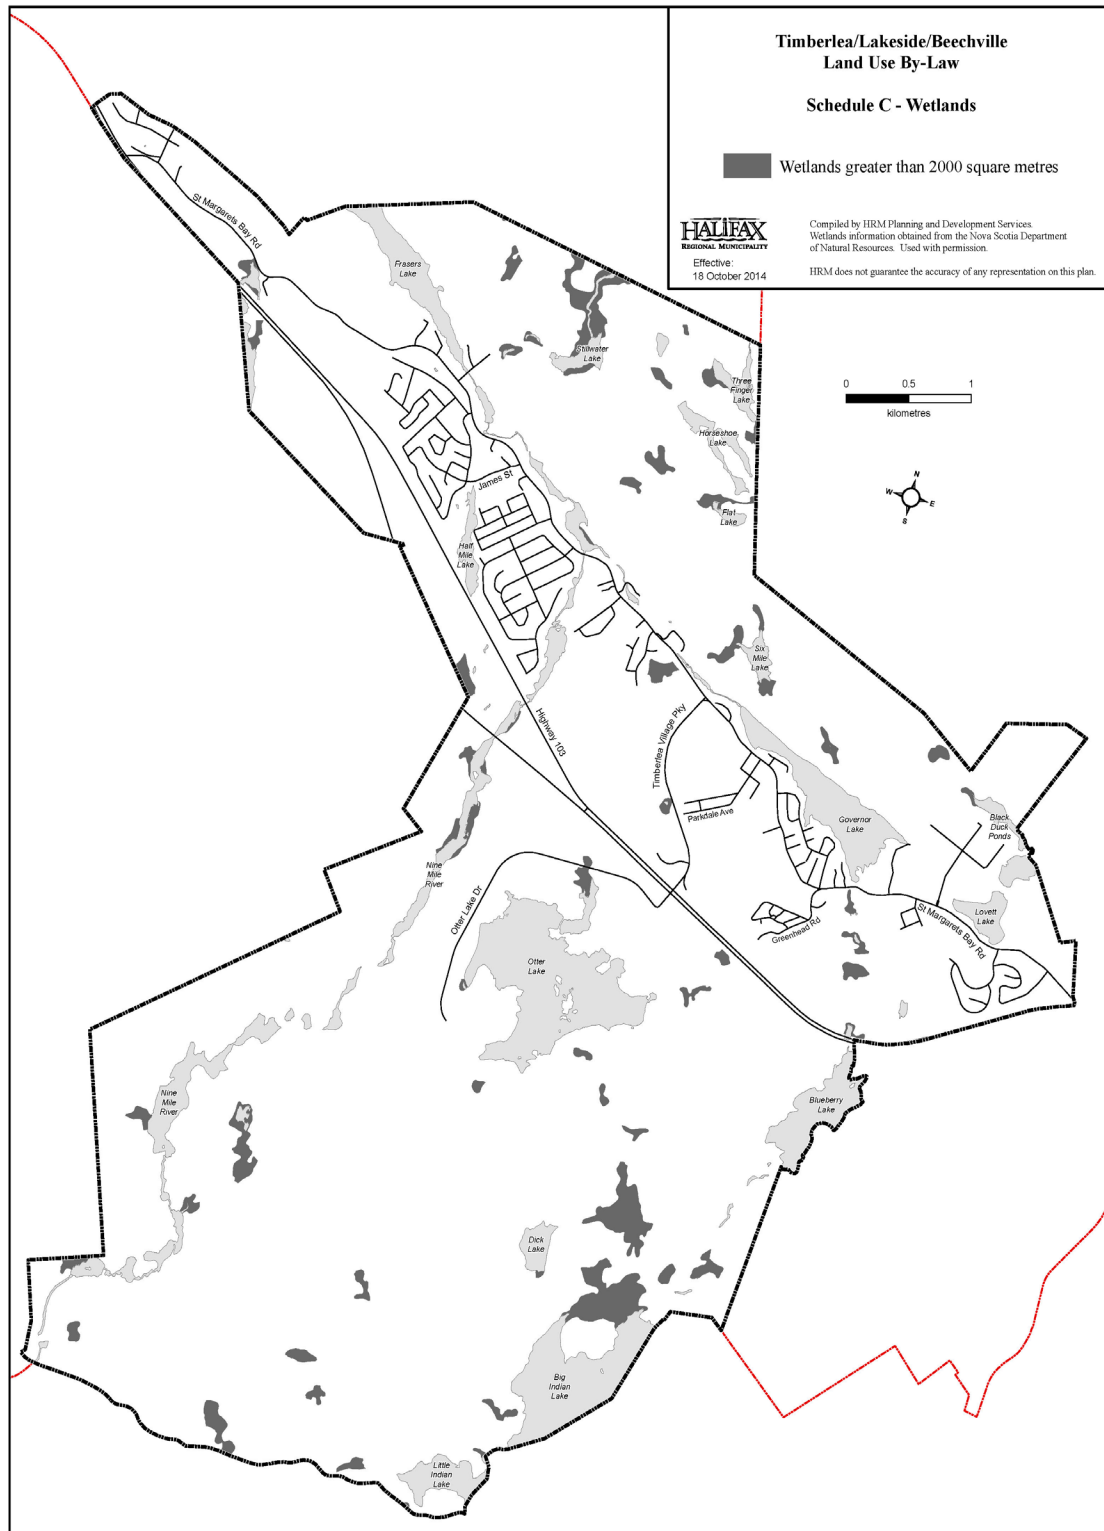 Timberlea/Lakeside/Beechville
Land Use By-Law
Schedule C - Wetlands
Wetlands greater than 2000 square metres
HALIFAX
REGIONAL MUNICIPALITY
Effective:
18 October 2014
Compiled by HRM Planning and Development Services.
Wetlands information obtained from the Nova Scotia Department
of Natural Resources. Used with permission.
HRM does not guarantee the accuracy of any representation on this plan.
St Margarets Bay Rd
Frasers
Lake
Stillwater
Lake
Three
Finger
Lake
0 0.5 1
kilometres
Horseshoe
Lake
James St
N
W
E
S
Flat
Lake
Half
Mile
Lake
Six
Mile
Lake
Highway 103
Timberlea Village Pky
Parkdale Ave
Governor
Lake
Black
Duck
Ponds
Nine
Mile
River
Otter Lake Dr
Greenhead Rd
St Margarets Bay Rd
Lovett
Lake
Otter
Lake
Nine
Mile
River
Blueberry
Lake
Dick
Lake
Big
Indian
Lake
Little
Indian
Lake